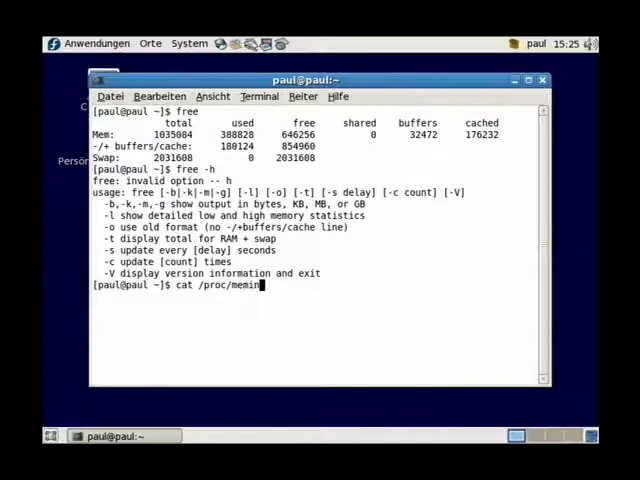 Anwendungen Orte System paul 15:25
paul@paul:~
Datei Bearbeiten Ansicht Terminal Reiter Hilfe
[paul@paul ~]$ free
total used free shared buffers cached
Mem: 1035084 388828 646256 0 32472 176232
-/+ buffers/cache: 180124 854960
Swap: 2031608 0 2031608
[paul@paul ~]$ free -h
free: invalid option -- h
usage: free [-b|-k|-m|-g] [-l] [-o] [-t] [-s delay] [-c count] [-V]
-b,-k,-m,-g show output in bytes, KB, MB, or GB
-l show detailed low and high memory statistics
-o use old format (no -/+buffers/cache line)
-t display total for RAM + swap
-s update every [delay] seconds
-c update [count] times
-V display version information and exit
[paul@paul ~]$ cat /proc/memin
Persön
paul@paul:~